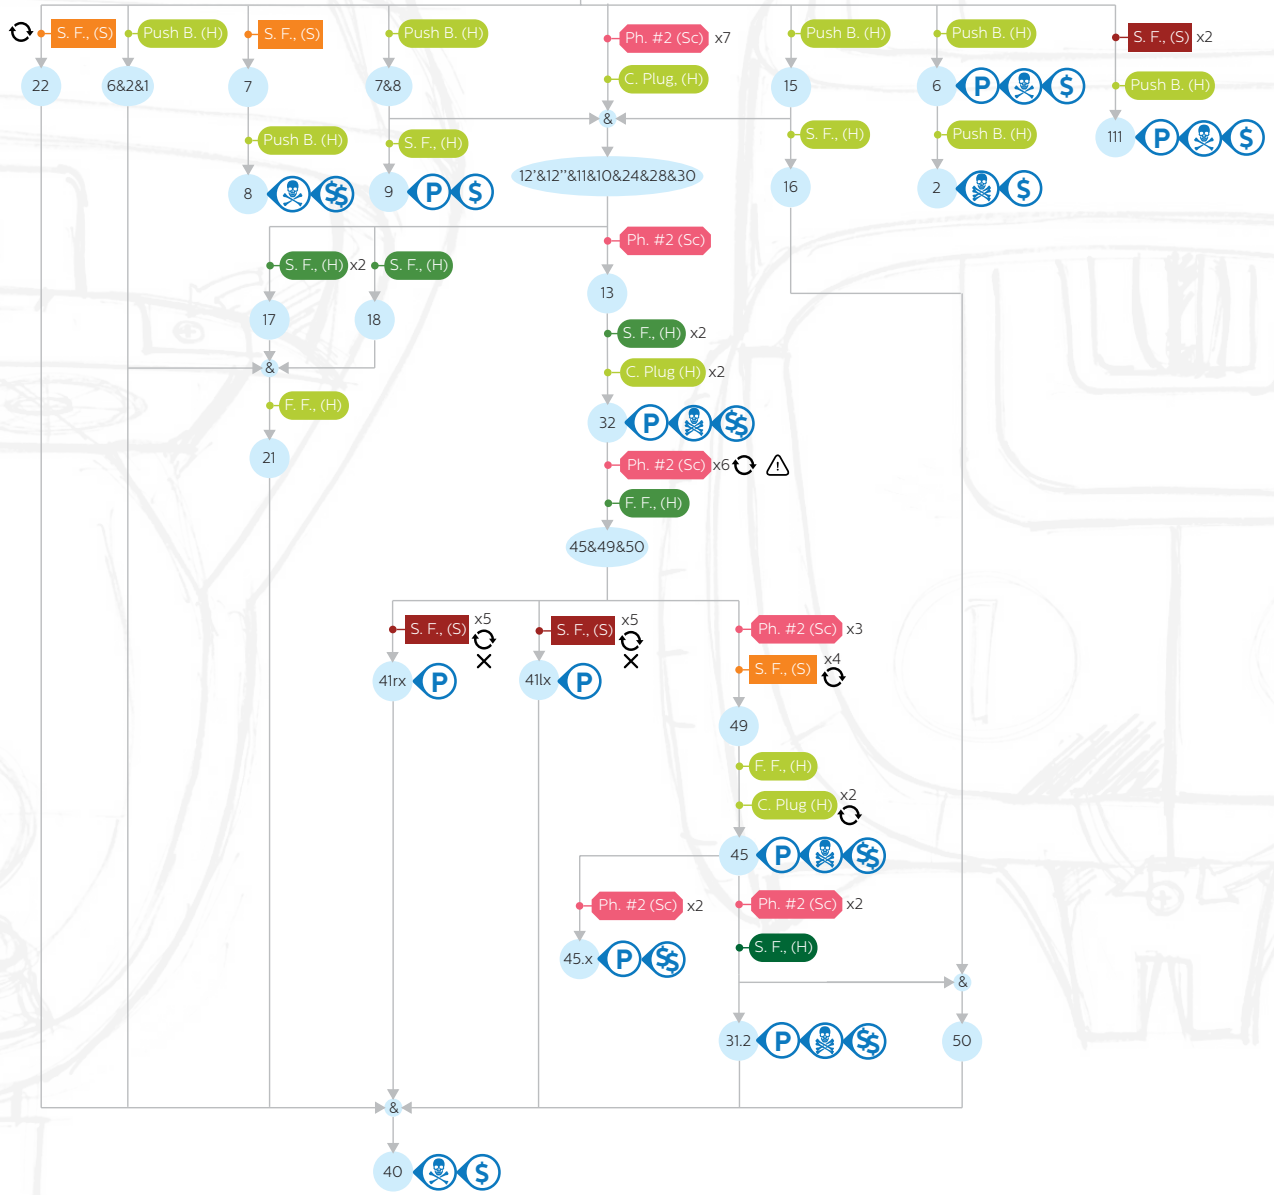 S. F., (S)
Push B. (H)
S. F., (S)
Push B. (H)
Ph. #2 (Sc) x7
Push B. (H)
Push B. (H)
S. F., (S) x2
C. Plug, (H)
22
6&2&1
7
7&8
15
6
P
$
Push B. (H)
&
Push B. (H)
S. F., (H)
S. F., (H)
Push B. (H)
111
P
$
12'&12''&11&10&24&28&30
8
$$
9
P
$
16
2
$
Ph. #2 (Sc)
S. F., (H) x2
S. F., (H)
13
17
18
S. F., (H) x2
&
C. Plug (H) x2
F. F., (H)
32
P
$$
21
Ph. #2 (Sc) x6
!
F. F., (H)
45&49&50
S. F., (S) x5
S. F., (S) x5
Ph. #2 (Sc) x3
S. F., (S) x4
41rx
P
41lx
P
49
F. F., (H)
C. Plug (H) x2
45
P
$$
Ph. #2 (Sc) x2
Ph. #2 (Sc) x2
S. F., (H)
45.x
P
$$
&
31.2
P
$$
50
&
40
$